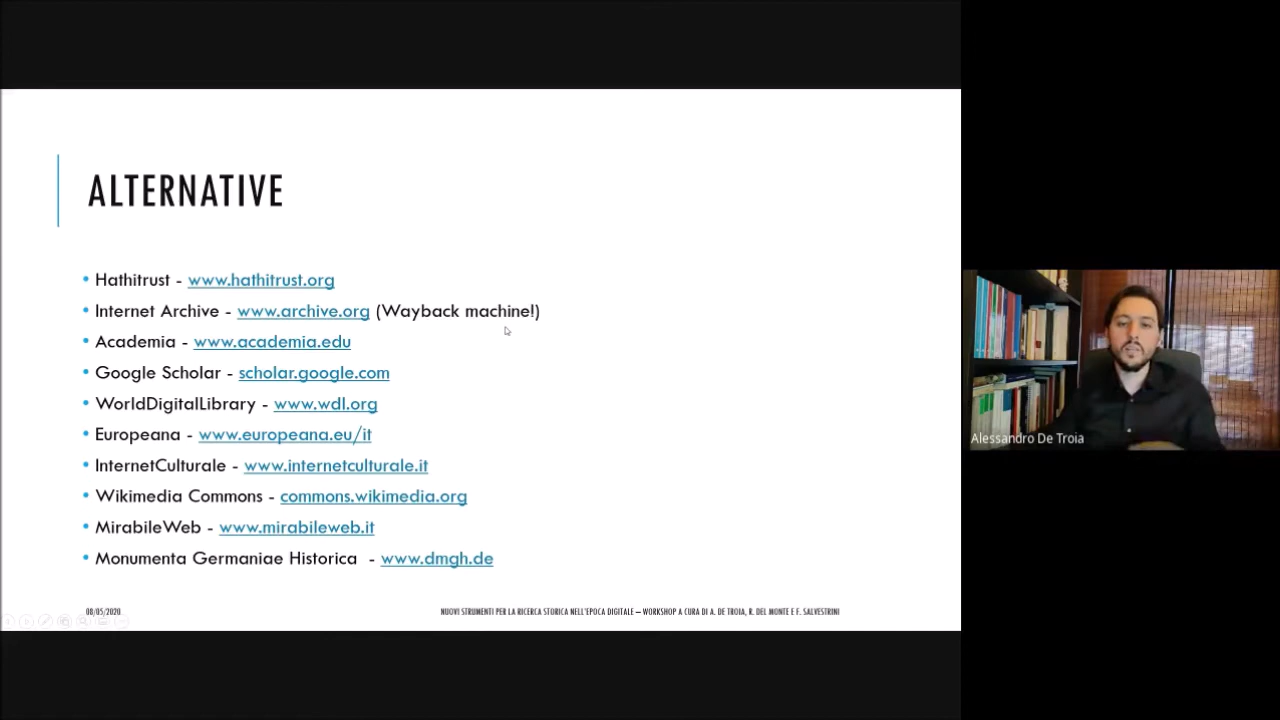 ALTERNATIVE
• Hathitrust - www.hathitrust.org
• Internet Archive - www.archive.org (Wayback machine!)
• Academia - www.academia.edu
• Google Scholar - scholar.google.com
• WorldDigitalLibrary - www.wdl.org
• Europeana - www.europeana.eu/it
• InternetCulturale - www.internetculturale.it
• Wikimedia Commons - commons.wikimedia.org
• MirabileWeb - www.mirabileweb.it
• Monumenta Germaniae Historica - www.dmgh.de
08/05/2020
NUOVI STRUMENTI PER LA RICERCA STORICA NELL'EPOCA DIGITALE – WORKSHOP A CURA DI A. DE TROIA, R. DEL MONTE E F. SALVESTRINI
Alessandro De Troia